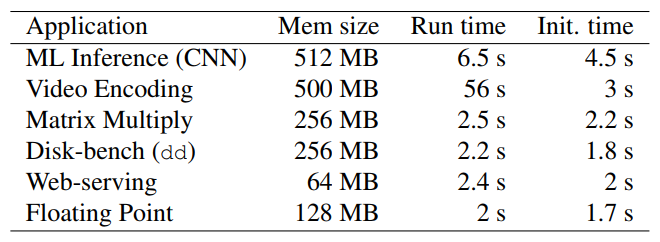 Application Mem size Run time Init. time
ML Inference (CNN) 512 MB 6.5 s 4.5 s
Video Encoding 500 MB 56 s 3 s
Matrix Multiply 256 MB 2.5 s 2.2 s
Disk-bench (dd) 256 MB 2.2 s 1.8 s
Web-serving 64 MB 2.4 s 2 s
Floating Point 128 MB 2 s 1.7 s